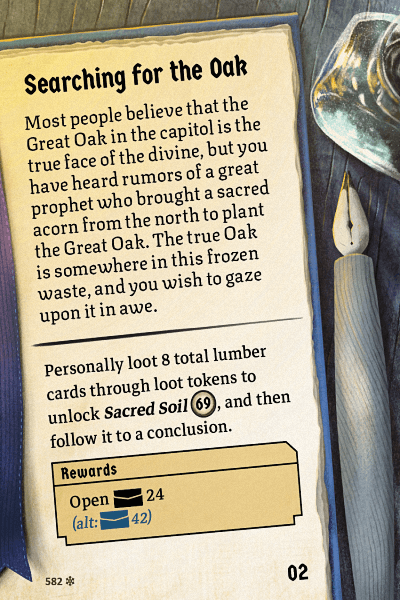 Searching for the Oak
Most people believe that the
Great Oak in the capitol is the
true face of the divine, but you
have heard rumors of a great
prophet who brought a sacred
acorn from the north to plant
the Great Oak. The true Oak
is somewhere in this frozen
waste, and you wish to gaze
upon it in awe.
Personally loot 8 total lumber
cards through loot tokens to
unlock Sacred Soil 69, and then
follow it to a conclusion.
Rewards
Open 24
(alt: 42)
582
02